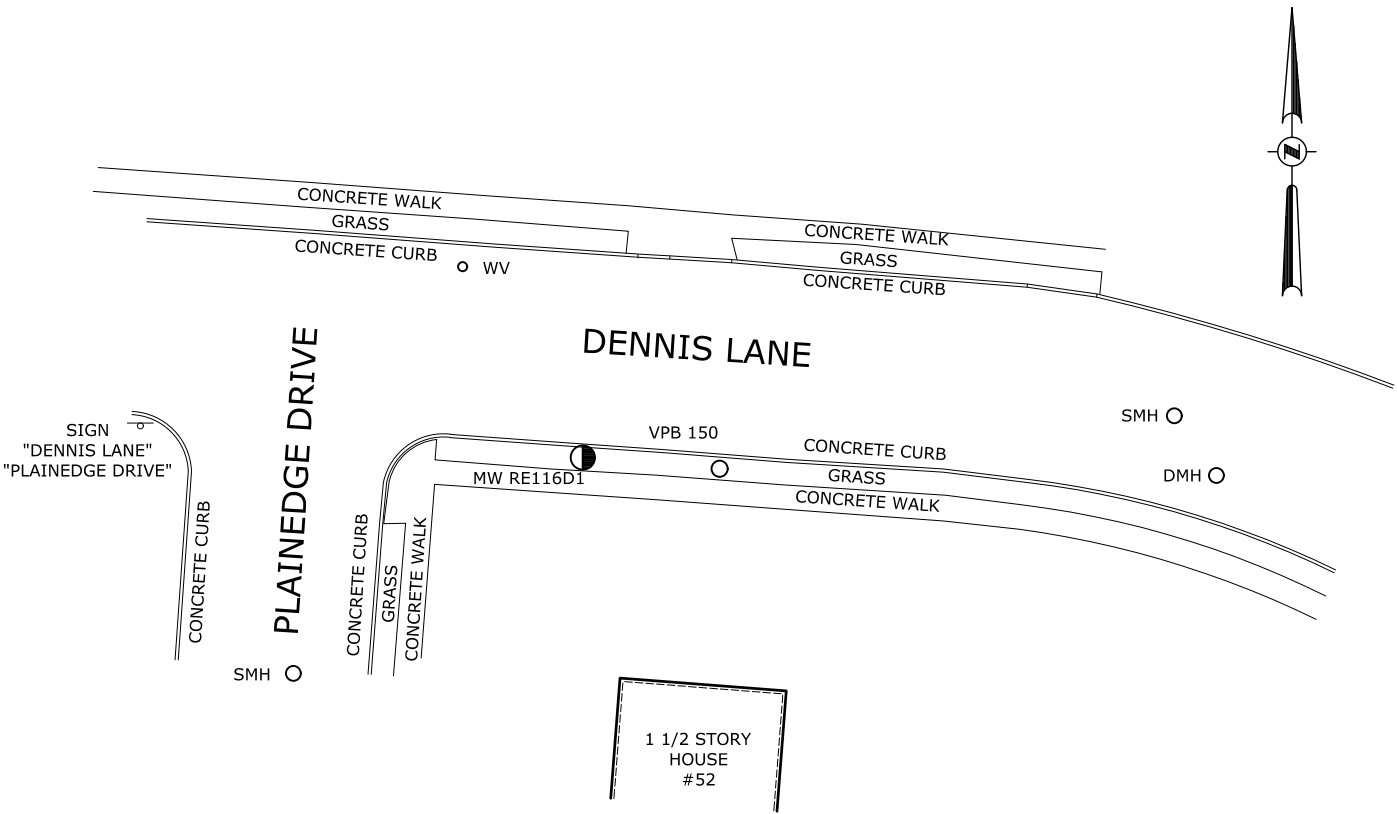 CONCRETE WALK
GRASS
CONCRETE CURB
WV
CONCRETE WALK
GRASS
CONCRETE CURB
N
DENNIS LANE
PLAINEDGE DRIVE
SIGN
"DENNIS LANE"
"PLAINEDGE DRIVE"
SMH
VPB 150
CONCRETE CURB
GRASS
CONCRETE WALK
DMH
MW RE116D1
CONCRETE CURB
CONCRETE CURB
GRASS
CONCRETE WALK
SMH
1 1/2 STORY
HOUSE
#52